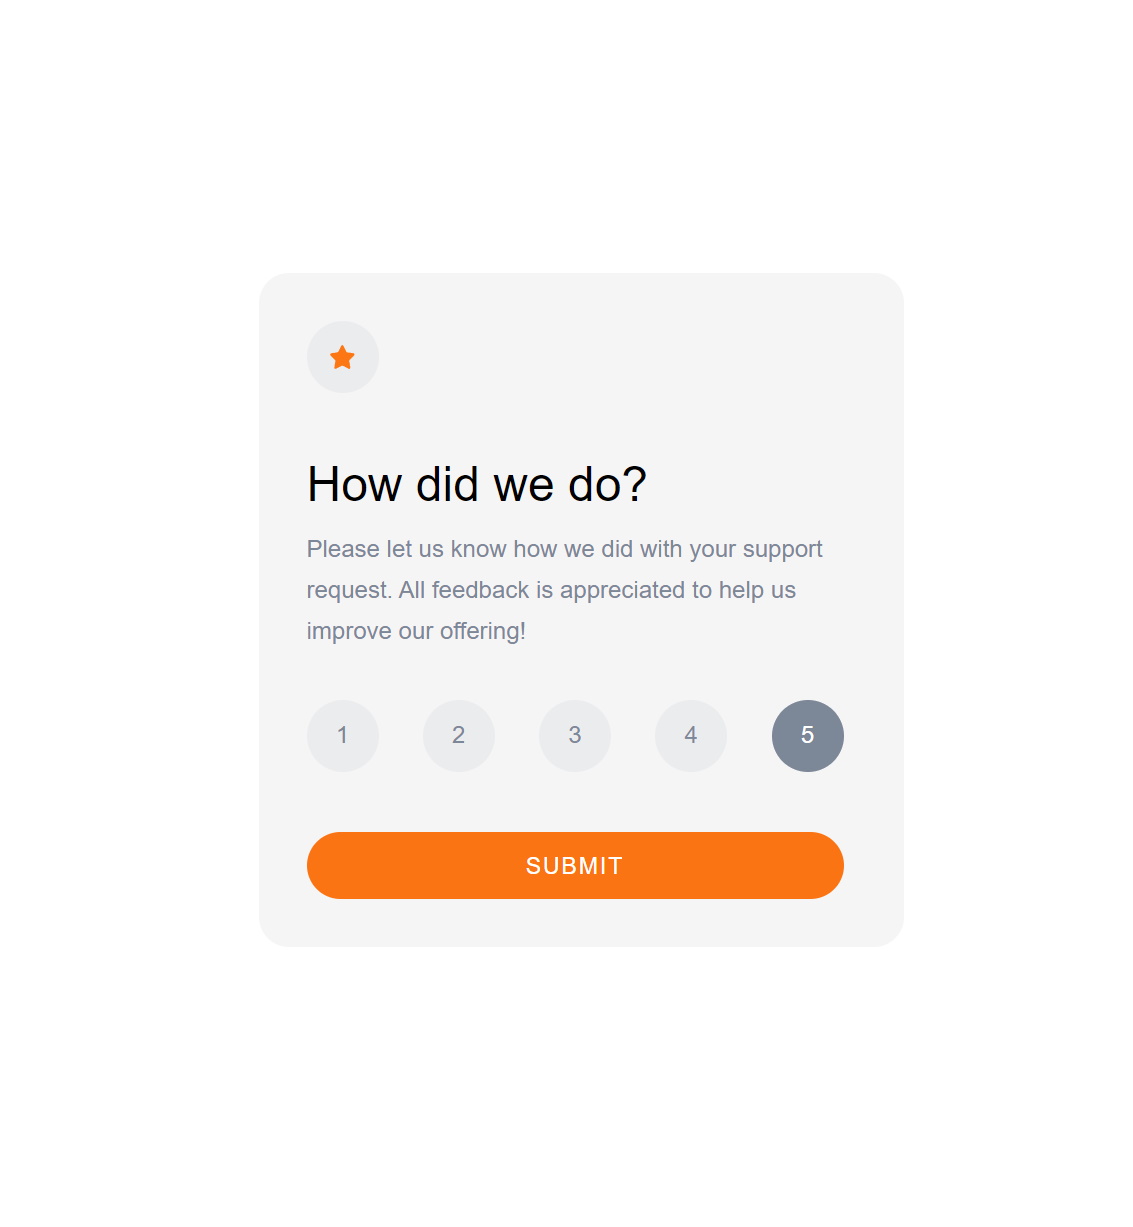 How did we do?
Please let us know how we did with your support
request. All feedback is appreciated to help us
improve our offering!
1 2 3 4 5
SUBMIT